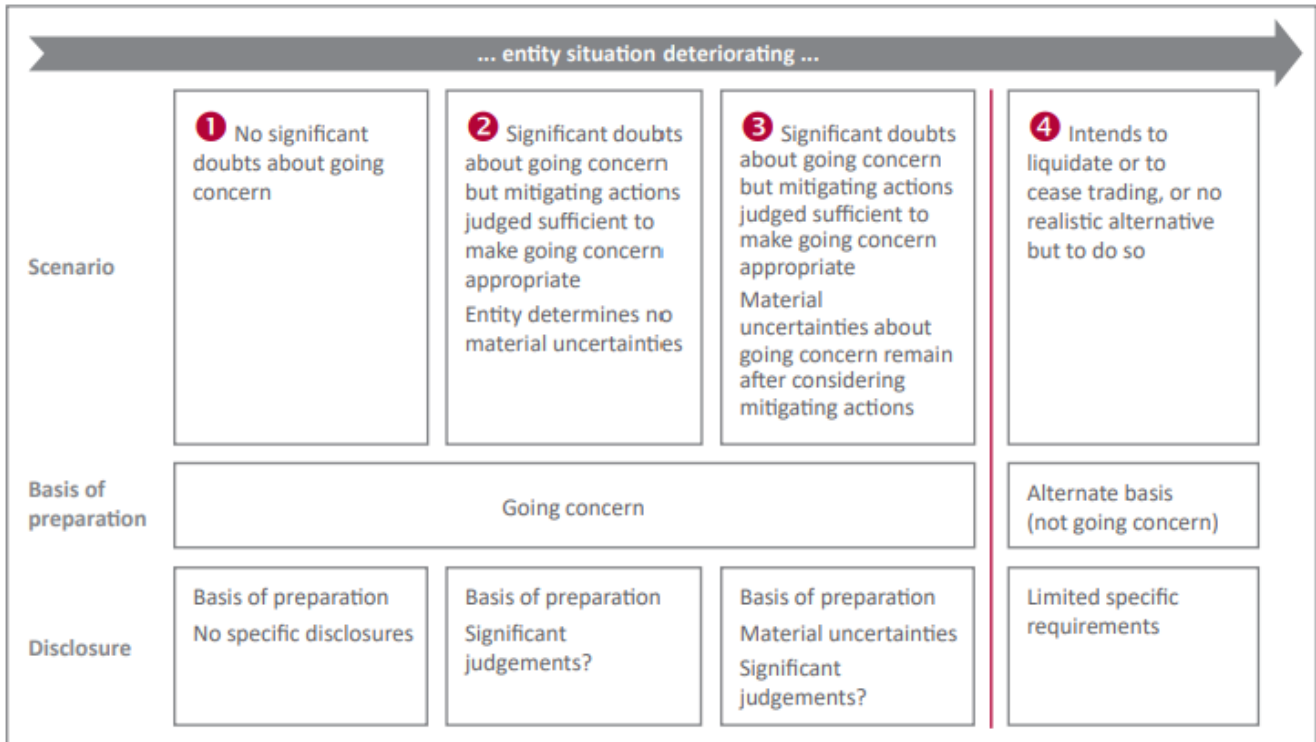 ... entity situation deteriorating ...
Scenario
❶ No significant
doubts about going
concern
❷ Significant doubts
about going concern
but mitigating actions
judged sufficient to
make going concern
appropriate
Entity determines no
material uncertainties
❸ Significant doubts
about going concern
but mitigating actions
judged sufficient to
make going concern
appropriate
Material
uncertainties about
going concern remain
after considering
mitigating actions
❹ Intends to
liquidate or to
cease trading, or no
realistic alternative
but to do so
Basis of
preparation
Going concern
Alternate basis
(not going concern)
Disclosure
Basis of preparation
No specific disclosures
Basis of preparation
Significant
judgements?
Basis of preparation
Material uncertainties
Significant
judgements?
Limited specific
requirements